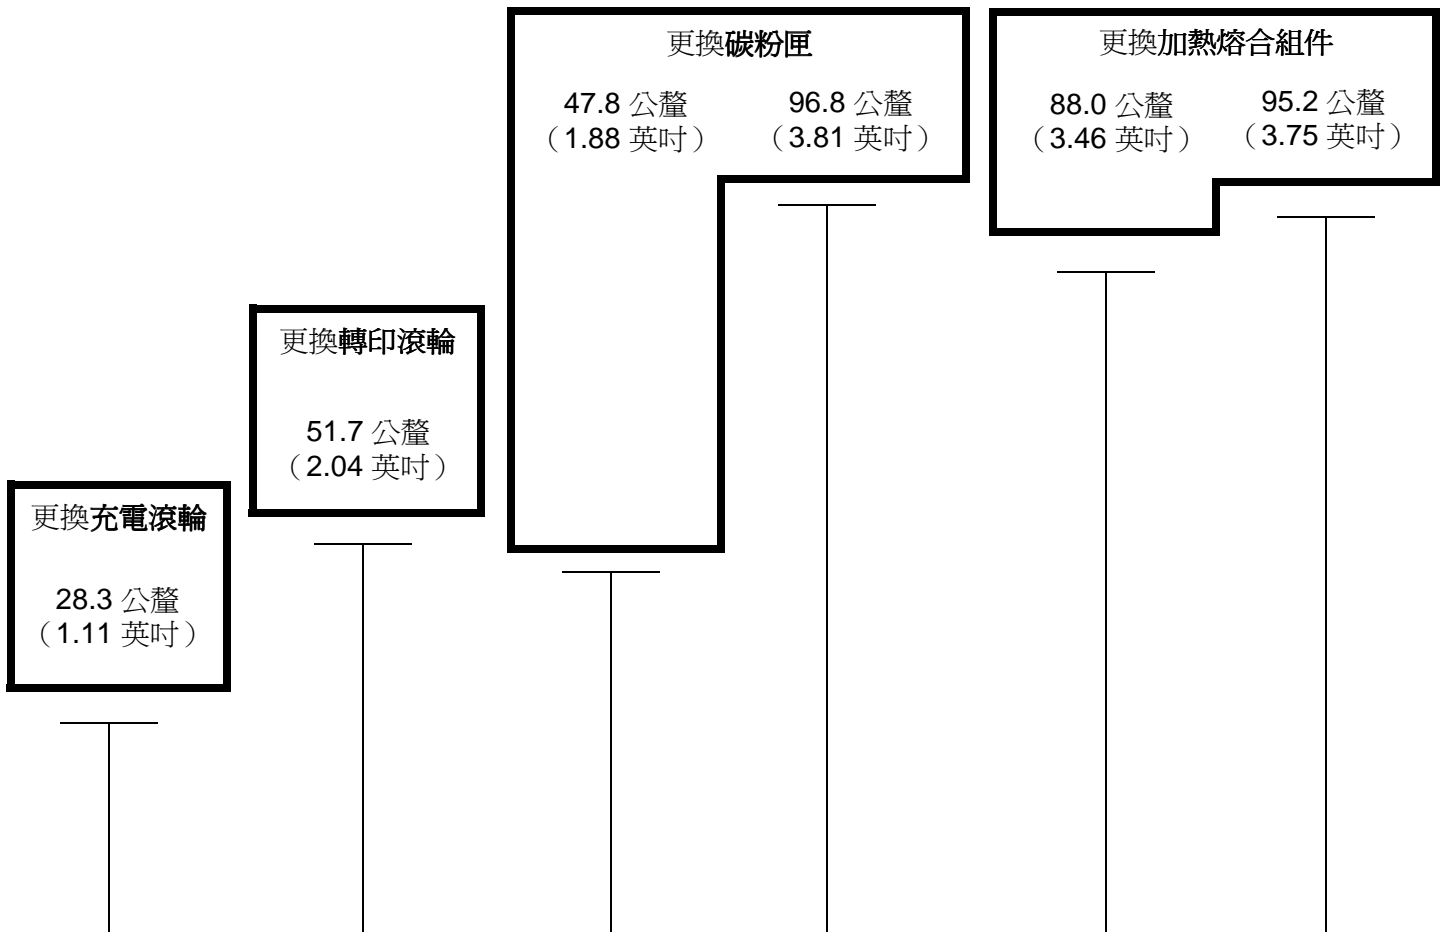 更換碳粉匣
47.8 公釐
（1.88 英吋）
96.8 公釐
（3.81 英吋）
更換加熱熔合組件
88.0 公釐
（3.46 英吋）
95.2 公釐
（3.75 英吋）
更換轉印滾輪
51.7 公釐
（2.04 英吋）
更換充電滾輪
28.3 公釐
（1.11 英吋）